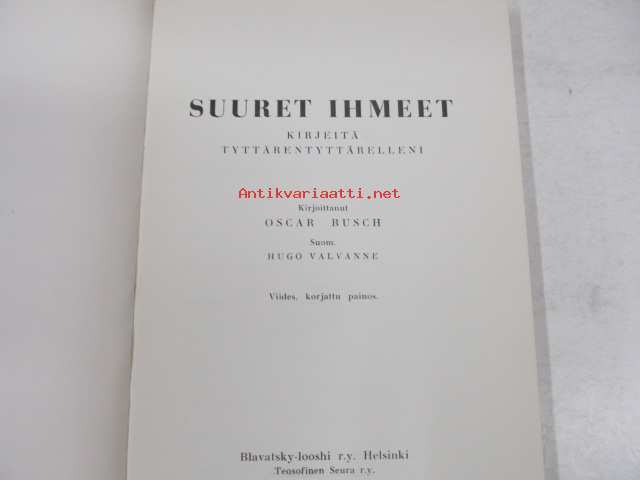 SUURET IHMEET
KIRJEITÄ
TYTTÄRENTYTTÄRELLENI
Antikvariaatti.net
Kirjoittanut
OSCAR BUSCH
Suom.
HUGO VALVANNE
Viides, korjattu painos.
Blavatsky-looshi r.y. Helsinki
Teosofinen Seura r.y.